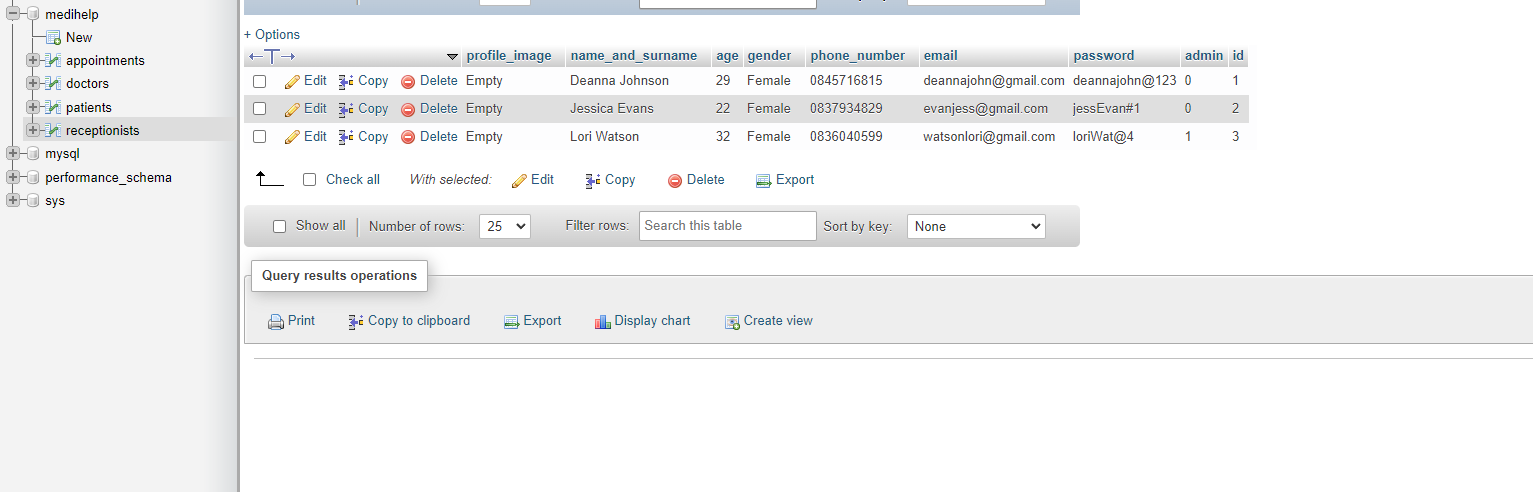 medihelp
New
appointments
doctors
patients
receptionists
mysql
performance_schema
sys
+ Options
profile_image name_and_surname age gender phone_number email password admin id
Edit Copy Delete Empty Deanna Johnson 29 Female 0845716815 deannajohn@gmail.com deannajohn@123 0 1
Edit Copy Delete Empty Jessica Evans 22 Female 0837934829 evanjess@gmail.com jessEvan#1 0 2
Edit Copy Delete Empty Lori Watson 32 Female 0836040599 watsonlori@gmail.com loriWat@4 1 3
Check all With selected: Edit Copy Delete Export
Show all Number of rows: 25 Filter rows: Search this table Sort by key: None
Query results operations
Print Copy to clipboard Export Display chart Create view